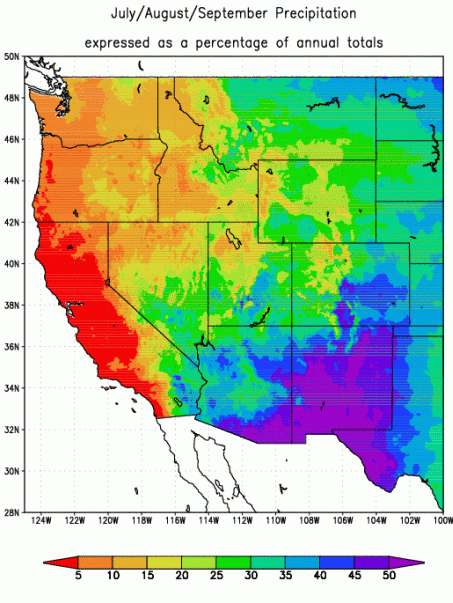 July/August/September Precipitation
expressed as a percentage of annual totals
50N
48N
46N
44N
42N
40N
38N
36N
34N
32N
30N
28N
124W 122W 120W 118W 116W 114W 112W 110W 108W 106W 104W 102W 100W
5 10 15 20 25 30 35 40 45 50